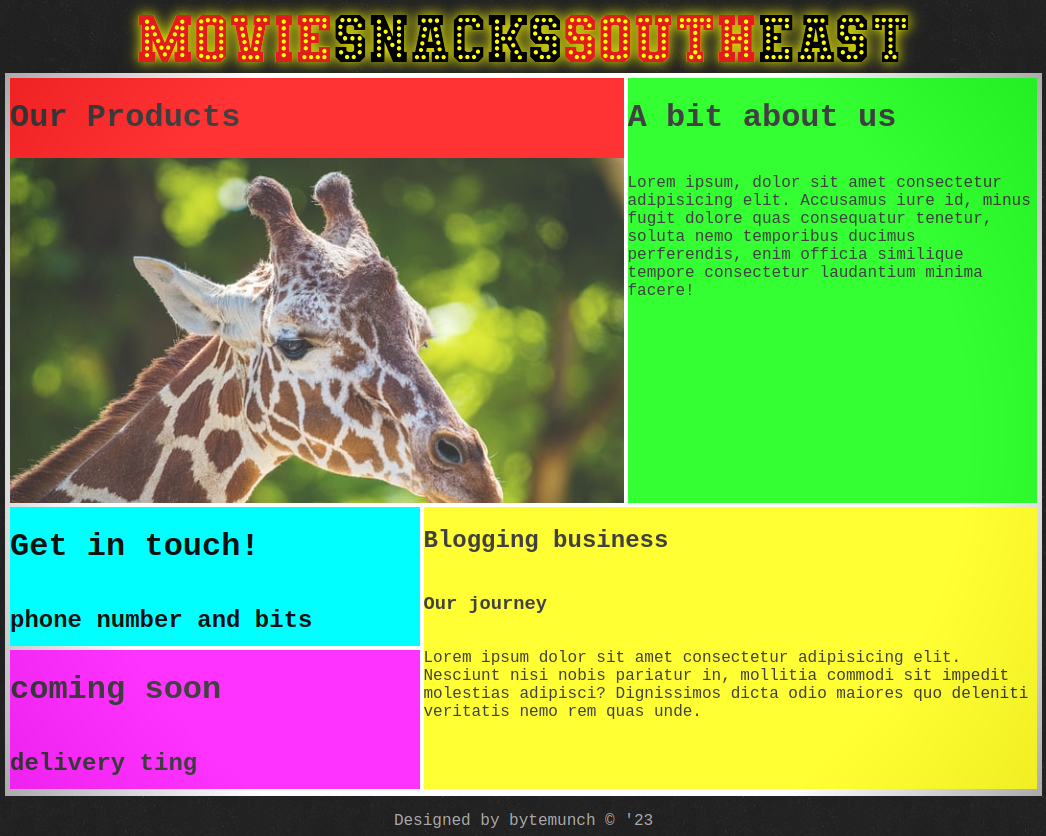 MOVIESNACKSSOUTHEAST
Our Products
A bit about us
Lorem ipsum, dolor sit amet consectetur
adipisicing elit. Accusamus iure id, minus
fugit dolore quas consequatur tenetur,
soluta nemo temporibus ducimus
perferendis, enim officia similique
tempore consectetur laudantium minima
facere!
Get in touch!
phone number and bits
coming soon
delivery ting
Blogging business
Our journey
Lorem ipsum dolor sit amet consectetur adipisicing elit.
Nesciunt nisi nobis pariatur in, mollitia commodi sit impedit
molestias adipisci? Dignissimos dicta odio maiores quo deleniti
veritatis nemo rem quas unde.
Designed by bytemunch © '23